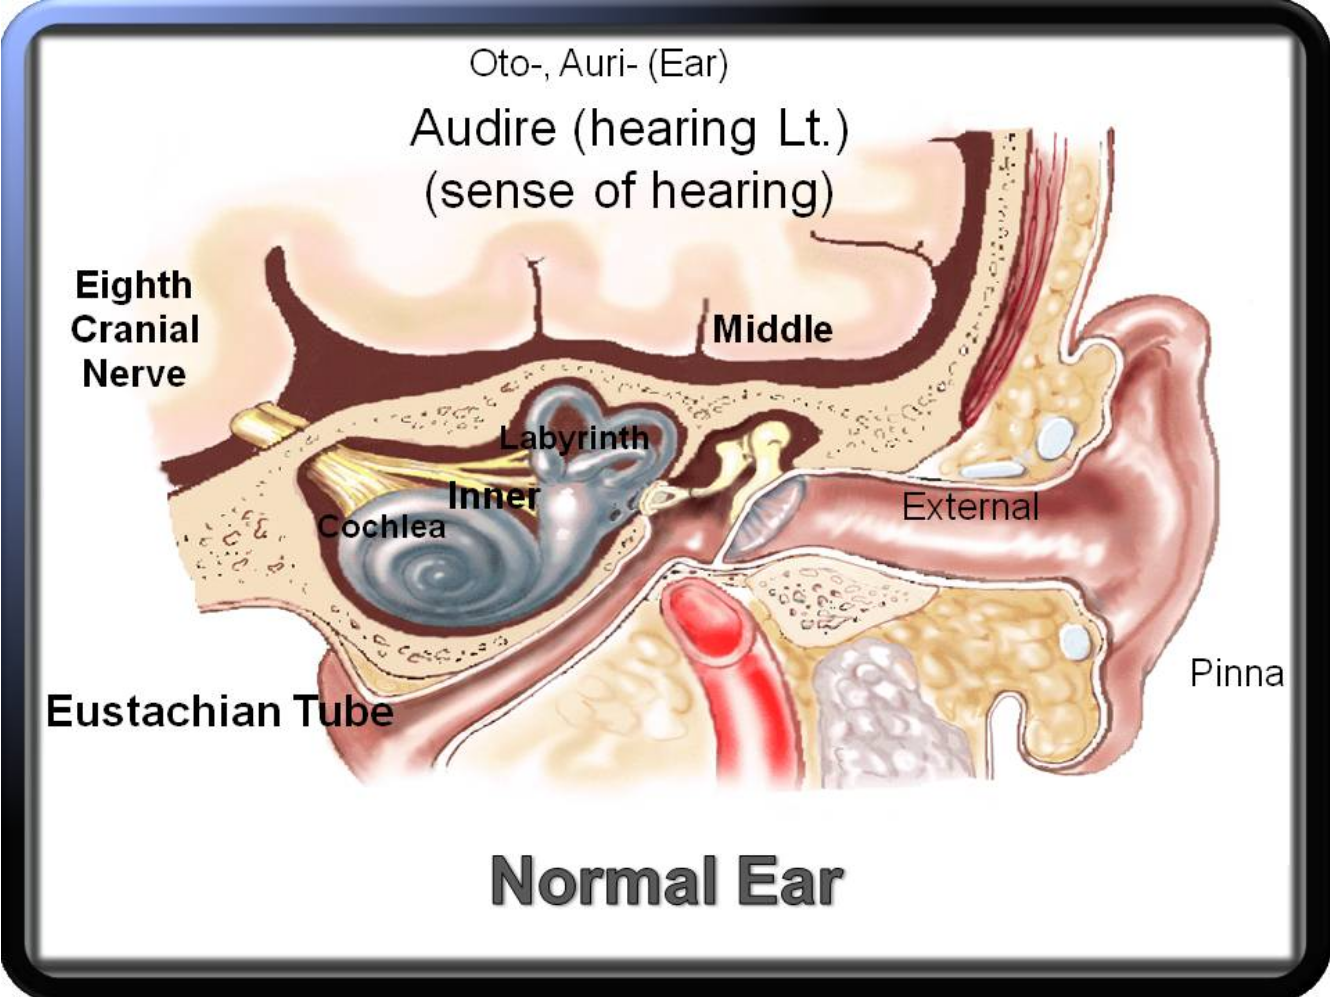 Oto-, Auri- (Ear)
Audire (hearing Lt.)
(sense of hearing)
Eighth
Cranial
Nerve
Middle
Labyrinth
Inner
Cochlea
External
Pinna
Eustachian Tube
Normal Ear